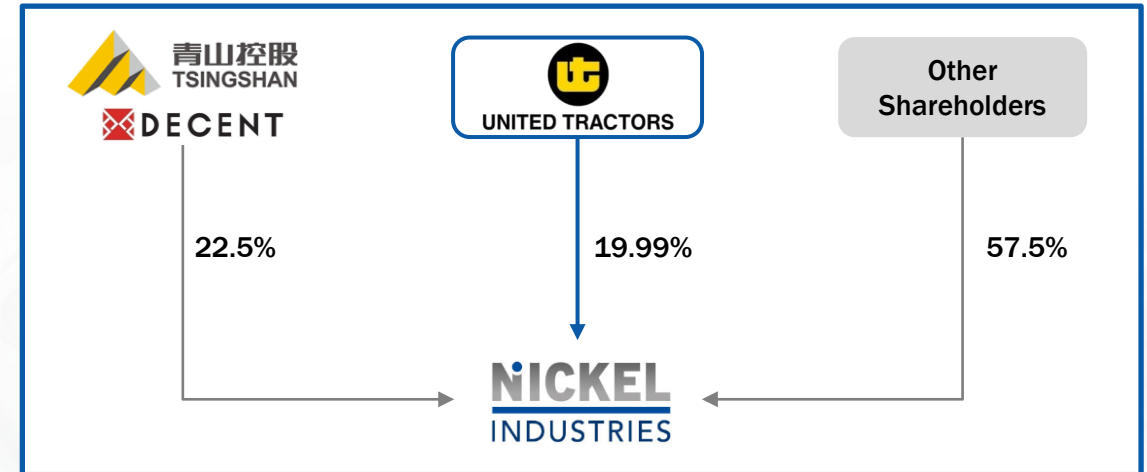 青山控股
TSINGSHAN
DECENT
UNITED TRACTORS
Other
Shareholders
22.5%
19.99%
57.5%
NICKEL
INDUSTRIES